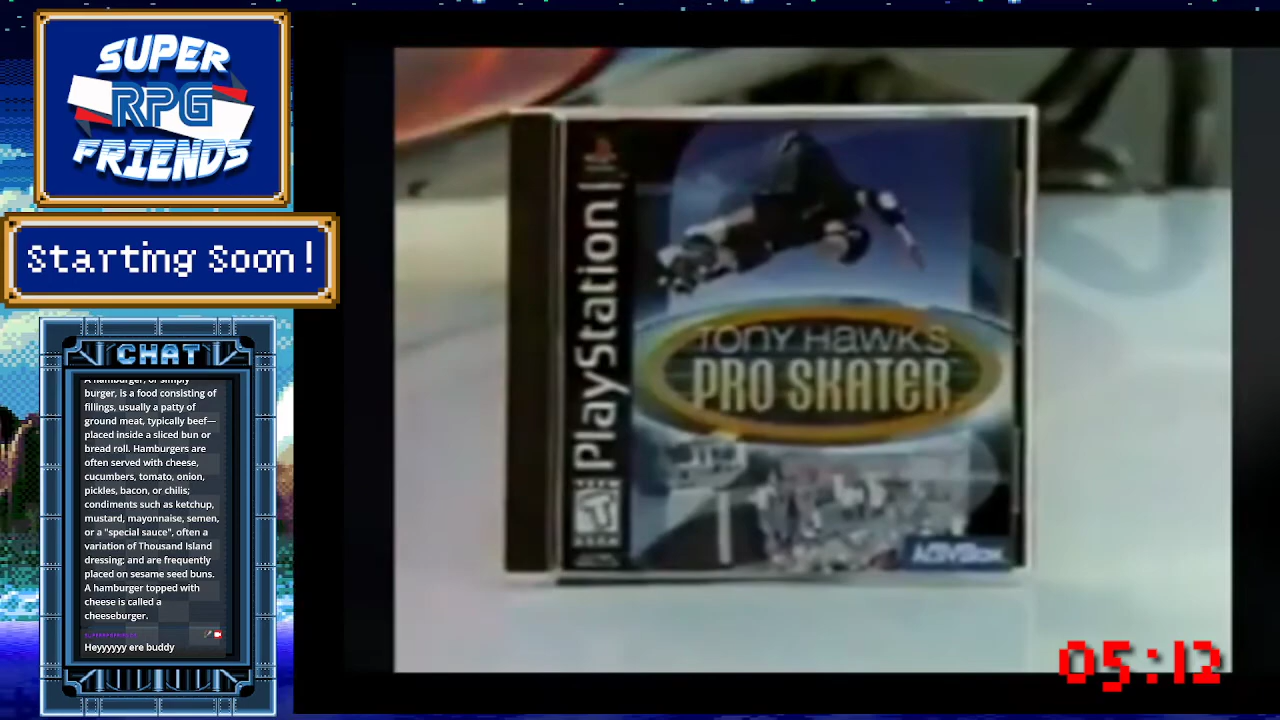 SUPER
RPG
FRIENDS
Starting Soon!
CHAT
A hamburger, or simply
burger, is a food consisting of
fillings, usually a patty of
ground meat, typically beef—
placed inside a sliced bun or
bread roll. Hamburgers are
often served with cheese,
cucumbers, tomato, onion,
pickles, bacon, or chilis;
condiments such as ketchup,
mustard, mayonnaise, semen,
or a "special sauce", often a
variation of Thousand Island
dressing; and are frequently
placed on sesame seed buns.
A hamburger topped with
cheese is called a
cheeseburger.
Heyyyyyy ere buddy
PlayStation
TONY HAWKS
PRO SKATER
T
ACTIVISION
05:12